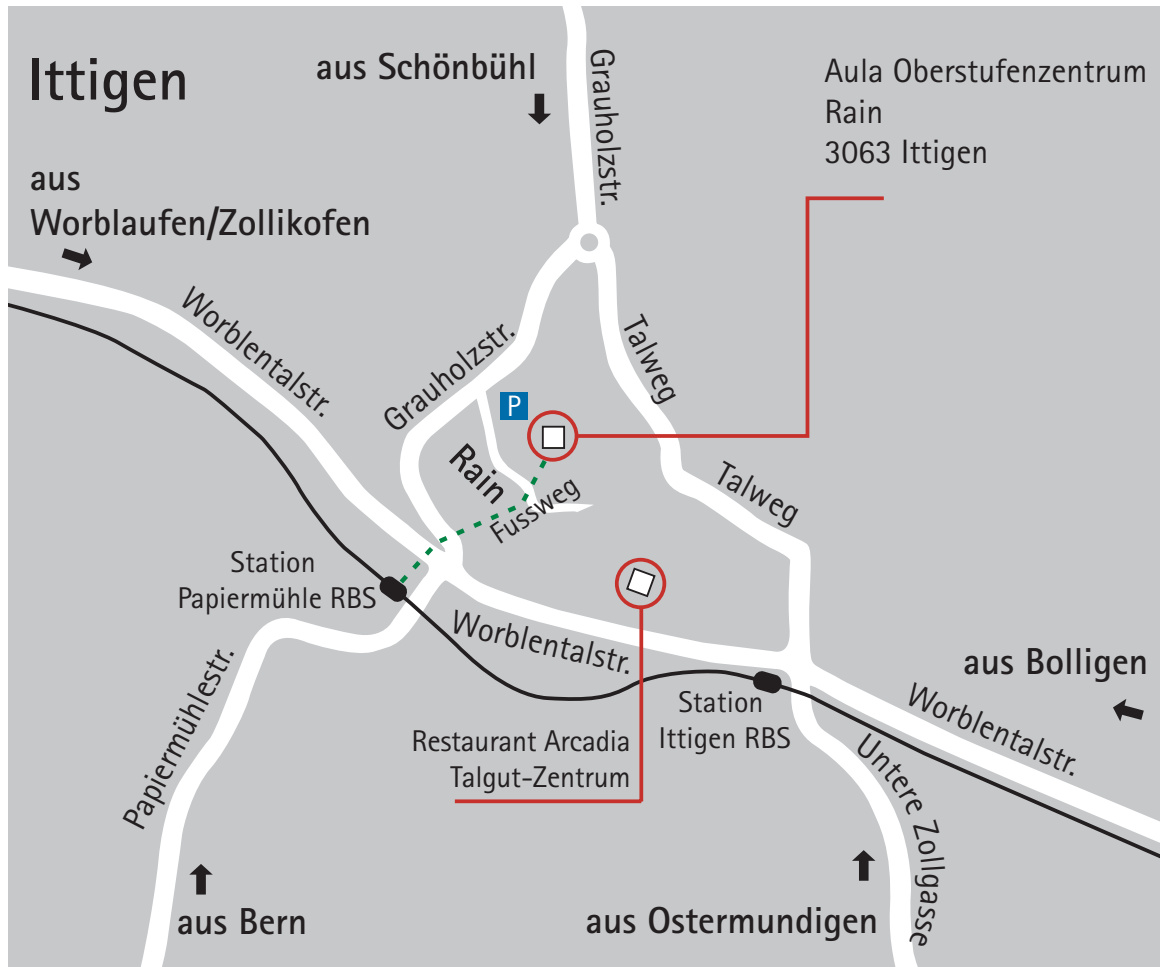 Ittigen
aus Schönbühl
Grauholzstr.
Aula Oberstufenzentrum
Rain
3063 Ittigen
aus
Worblaufen/Zollikofen
Worblentalstr.
Grauholzstr.
Talweg
P
Rain
Fussweg
Talweg
Station
Papiermühle RBS
Worblentalstr.
aus Bolligen
Papiermühlestr.
Restaurant Arcadia
Talgut-Zentrum
Station
Ittigen RBS
Worblentalstr.
Untere Zollgasse
aus Bern
aus Ostermundigen